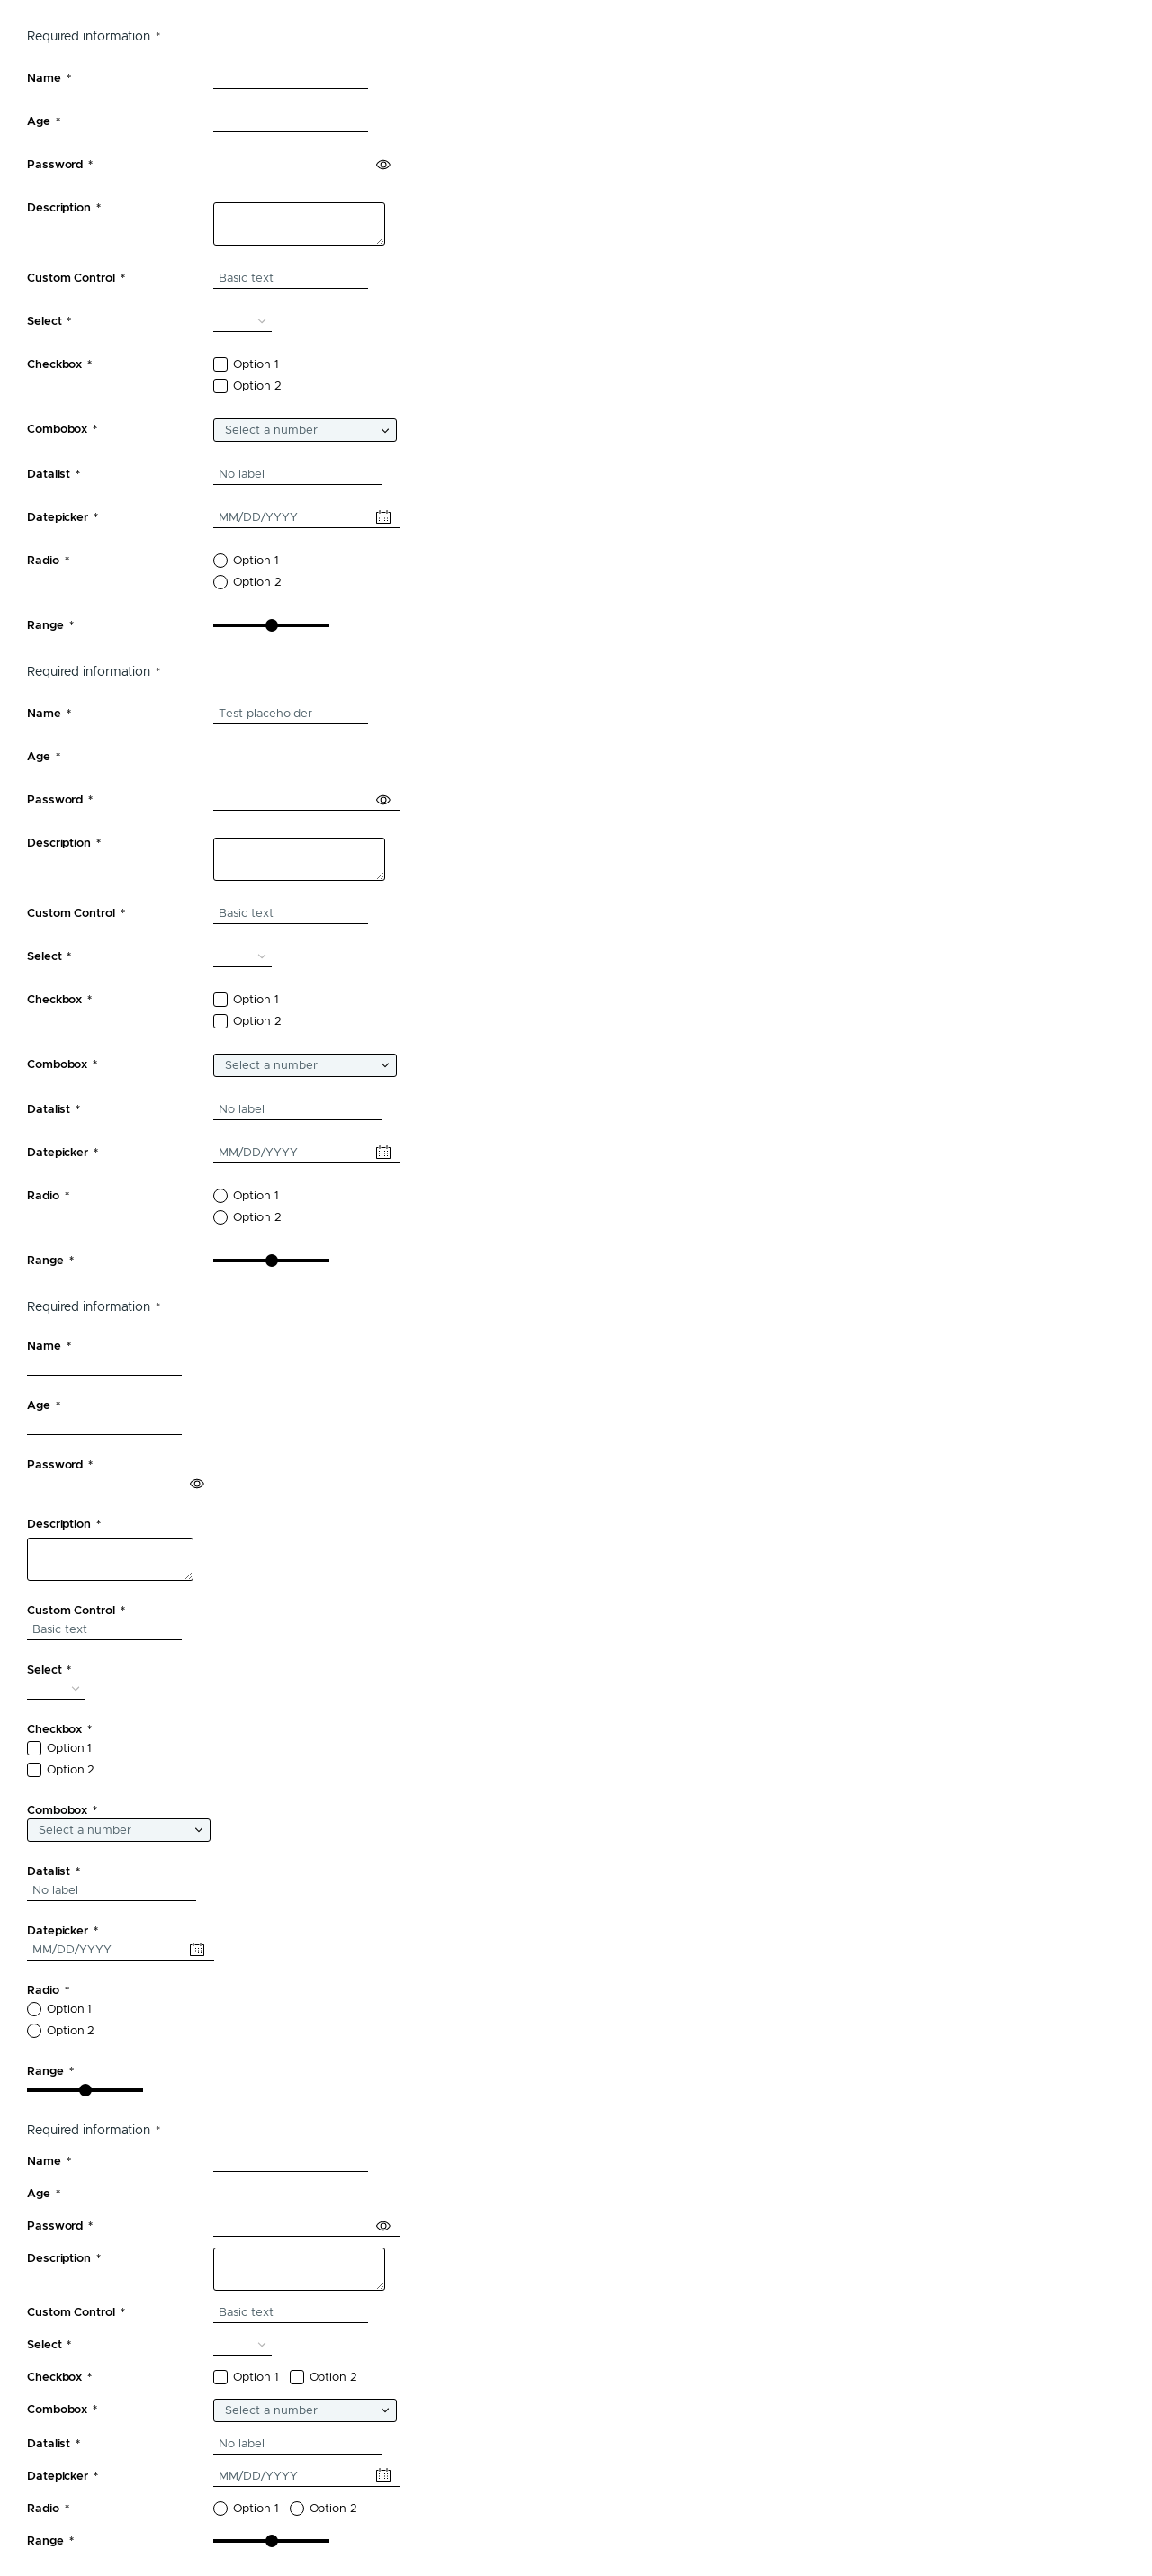 Required information *
Name *
Age *
Password *
Description *
Custom Control * Basic text
Select *
Checkbox * Option 1
Option 2
Combobox * Select a number
Datalist * No label
Datepicker * MM/DD/YYYY
Radio * Option 1
Option 2
Range *
Required information *
Name * Test placeholder
Age *
Password *
Description *
Custom Control * Basic text
Select *
Checkbox * Option 1
Option 2
Combobox * Select a number
Datalist * No label
Datepicker * MM/DD/YYYY
Radio * Option 1
Option 2
Range *
Required information *
Name *
Age *
Password *
Description *
Custom Control *
Basic text
Select *
Checkbox *
Option 1
Option 2
Combobox *
Select a number
Datalist *
No label
Datepicker *
MM/DD/YYYY
Radio *
Option 1
Option 2
Range *
Required information *
Name *
Age *
Password *
Description *
Custom Control * Basic text
Select *
Checkbox * Option 1 Option 2
Combobox * Select a number
Datalist * No label
Datepicker * MM/DD/YYYY
Radio * Option 1 Option 2
Range *